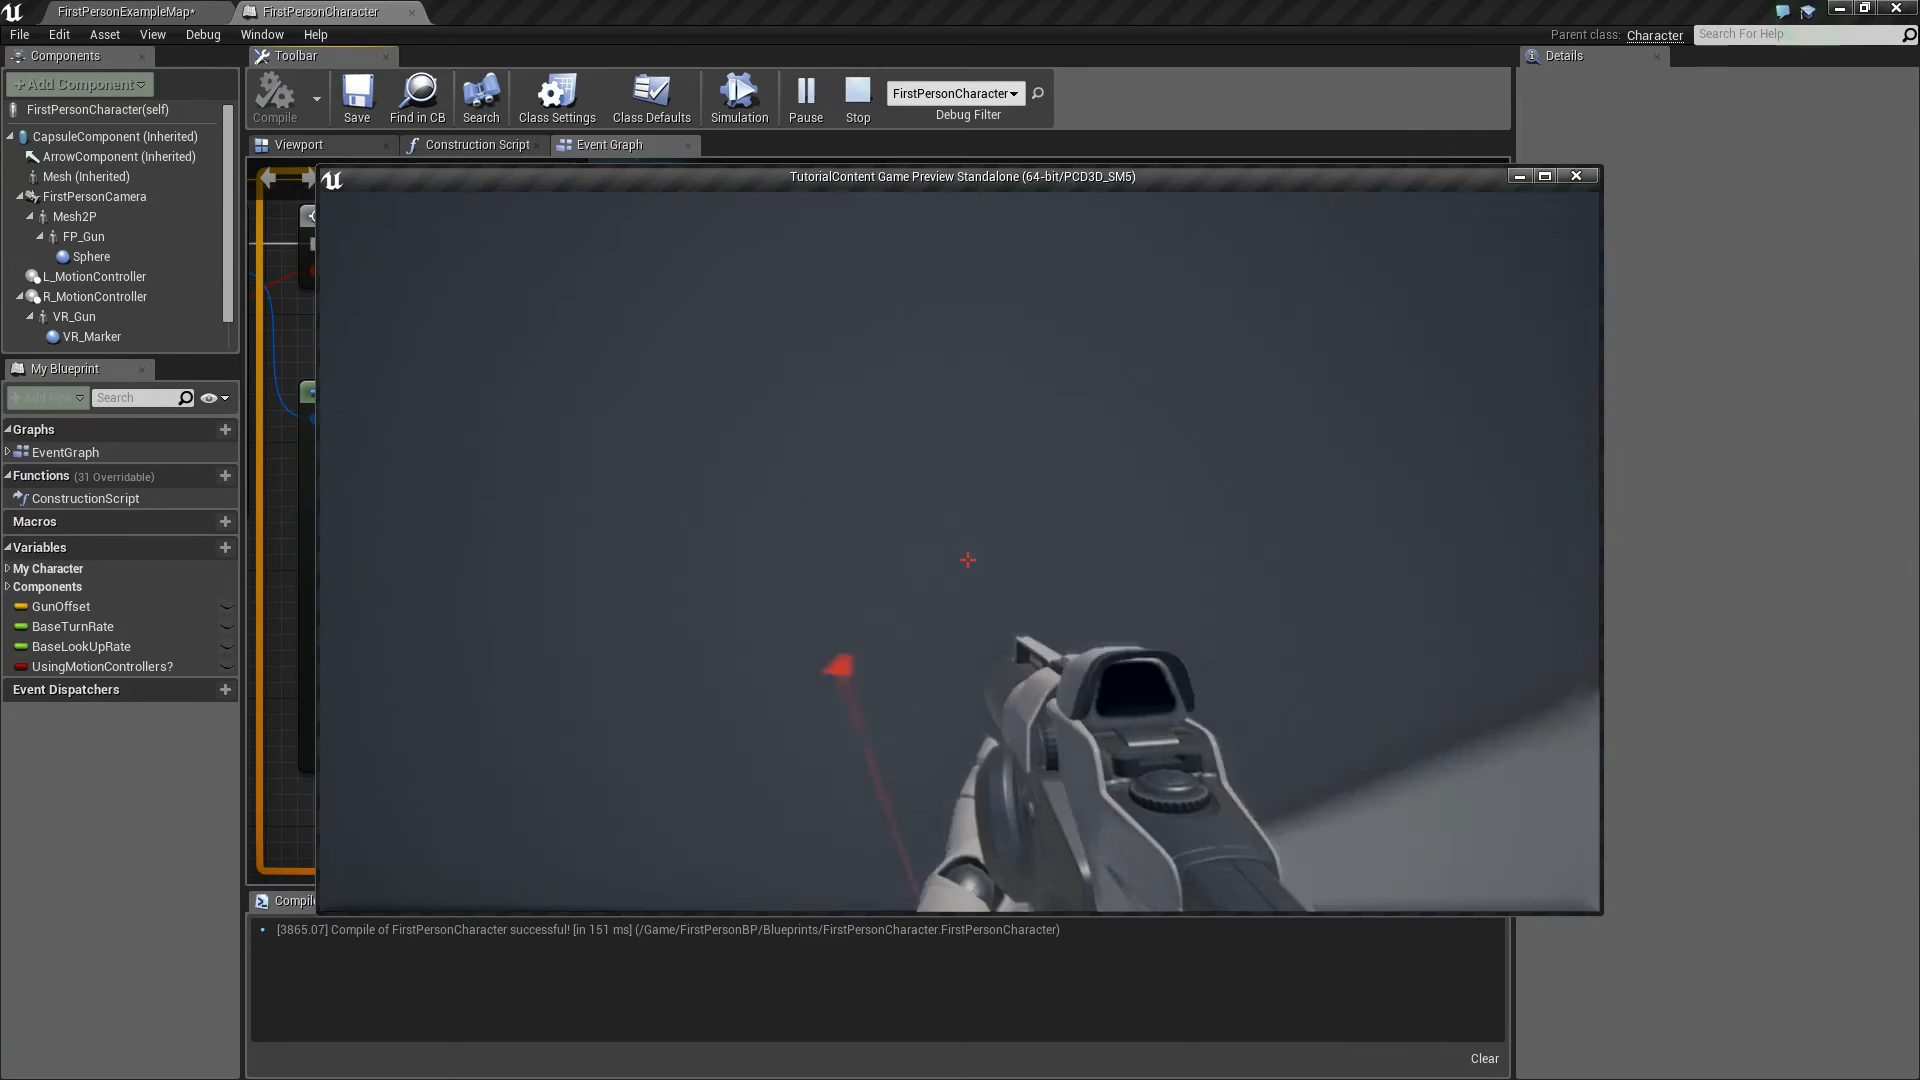 FirstPersonExampleMap*
FirstPersonCharacter
File Edit Asset View Debug Window Help
Parent class: Character
Search For Help
Components
Toolbar
Details
+Add Component
FirstPersonCharacter(self)
CapsuleComponent (Inherited)
ArrowComponent (Inherited)
Mesh (Inherited)
FirstPersonCamera
Mesh2P
FP_Gun
Sphere
L_MotionController
R_MotionController
VR_Gun
VR_Marker
Compile
Save
Find in CB
Search
Class Settings
Class Defaults
Simulation
Pause
Stop
FirstPersonCharacter
Debug Filter
Viewport
Construction Script
Event Graph
TutorialContent Game Preview Standalone (64-bit/PCD3D_SM5)
My Blueprint
+ Add New
Search
Graphs
EventGraph
Functions (31 Overridable)
ConstructionScript
Macros
Variables
My Character
Components
GunOffset
BaseTurnRate
BaseLookUpRate
UsingMotionControllers?
Event Dispatchers
Compile
[3865.07] Compile of FirstPersonCharacter successful! [in 151 ms] (/Game/FirstPersonBP/Blueprints/FirstPersonCharacter.FirstPersonCharacter)
Clear